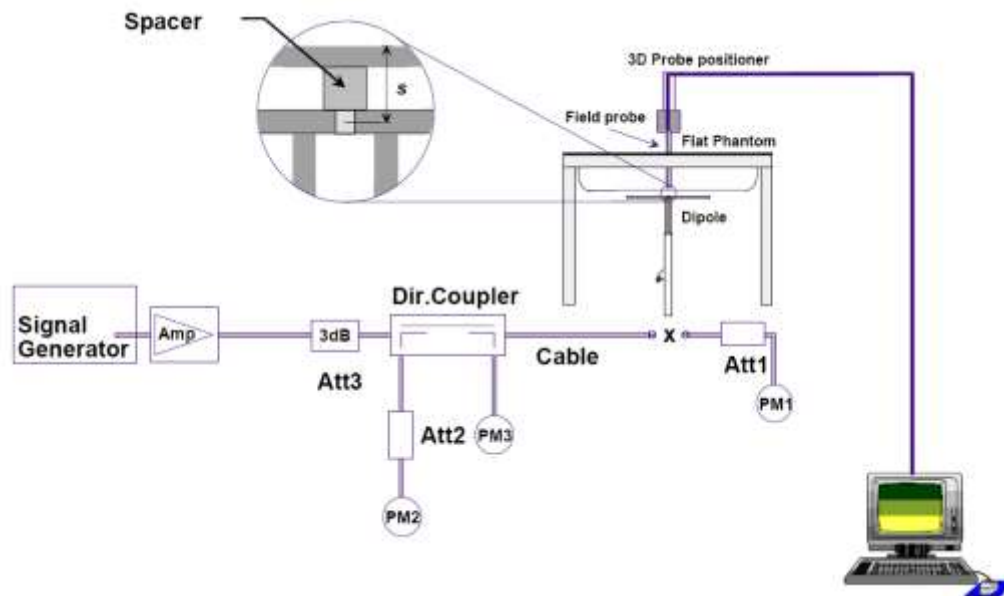 Spacer
s
3D Probe positioner
Field probe
Flat Phantom
Dipole
Signal
Generator
Amp
3dB
Att3
Dir.Coupler
Cable
x
Att1
PM1
Att2
PM3
PM2